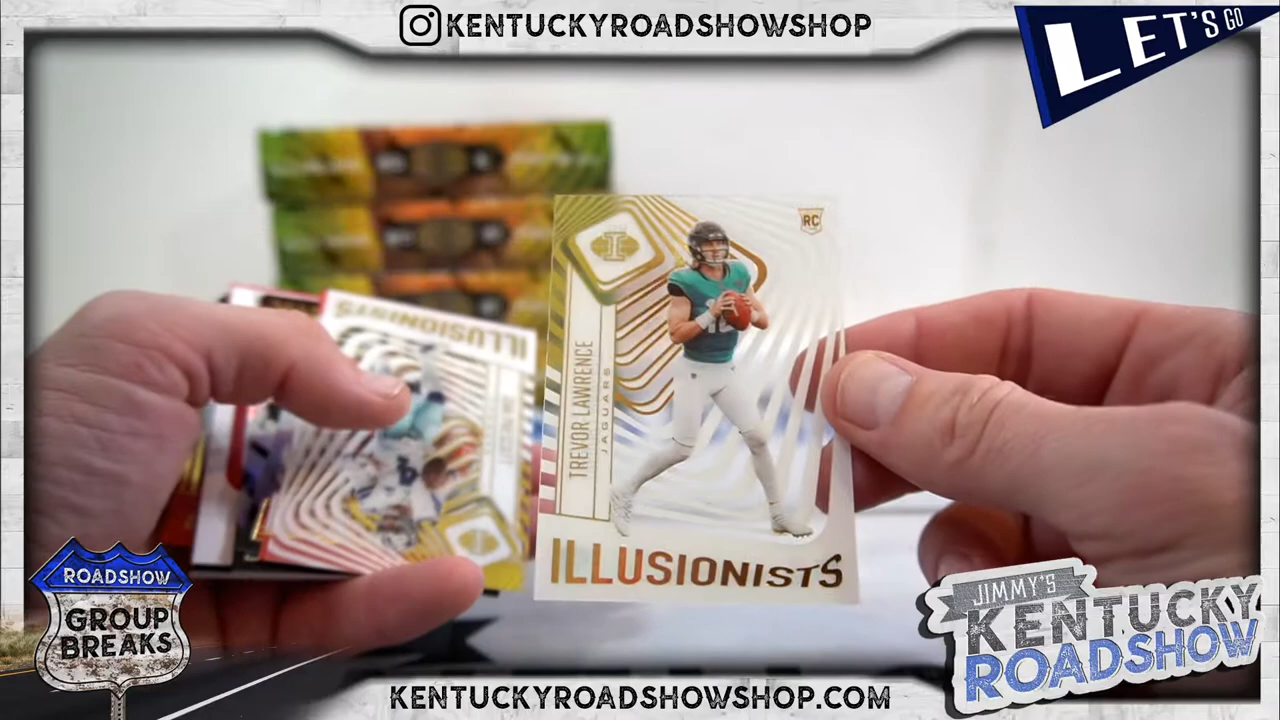 KENTUCKYROADSHOWSHOP
LET'S GO
RC
I
TREVOR LAWRENCE
JAGUARS
ILLUSIONISTS
ILLUSIONISTS
ROADSHOW
GROUP
BREAKS
JIMMY'S
KENTUCKY
ROADSHOW
KENTUCKYROADSHOWSHOP.COM